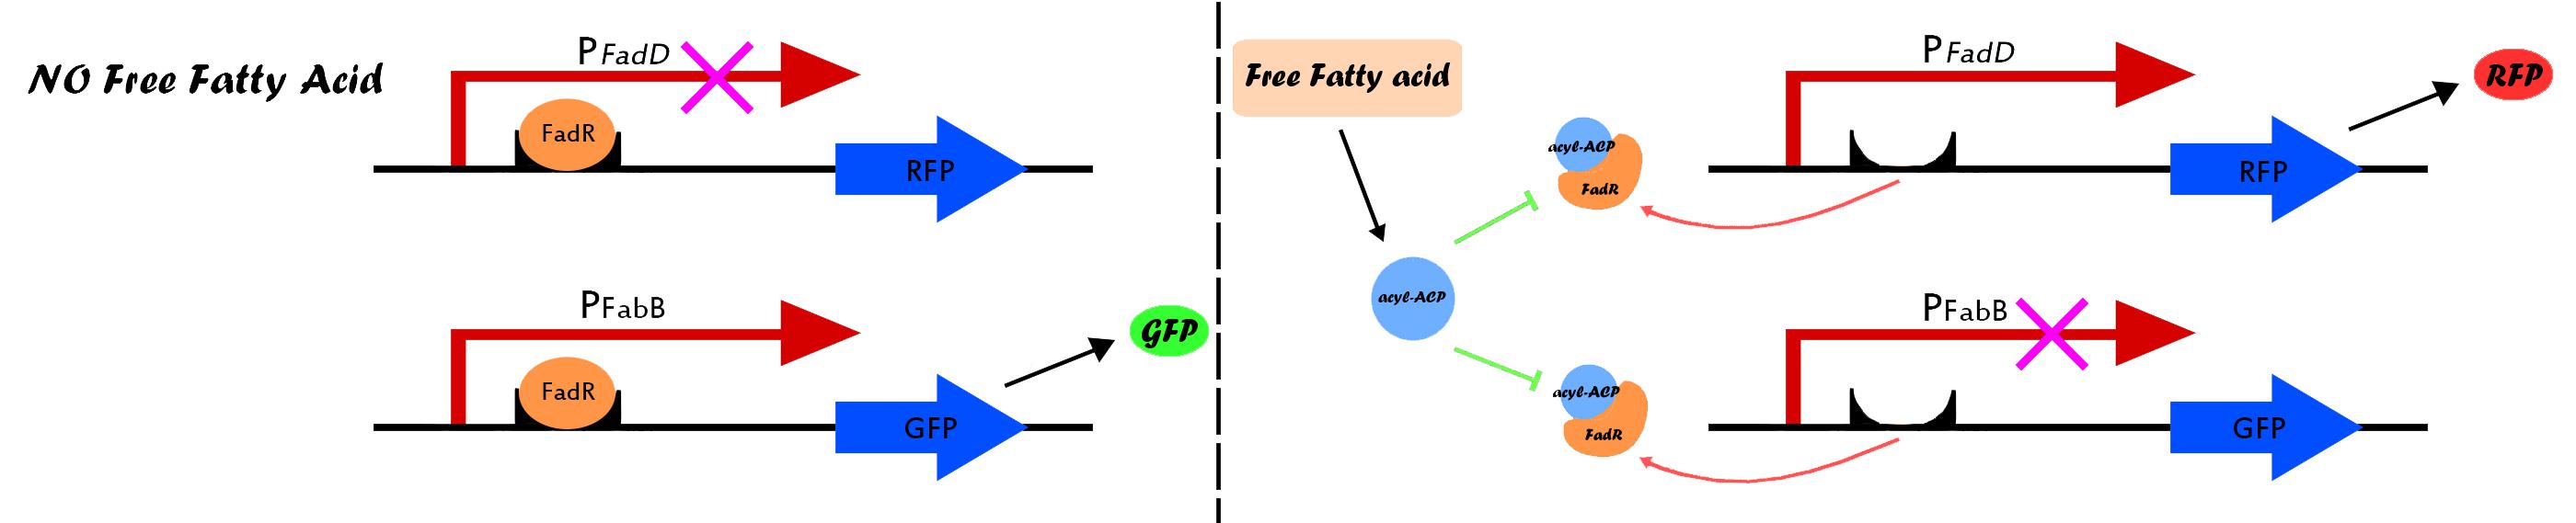 NO Free Fatty Acid
PFadD
FadR
RFP
PFabB
FadR
GFP
GFP
Free Fatty acid
acyl-ACP
acyl-ACP
FadR
PFadD
RFP
RFP
acyl-ACP
FadR
PFabB
GFP